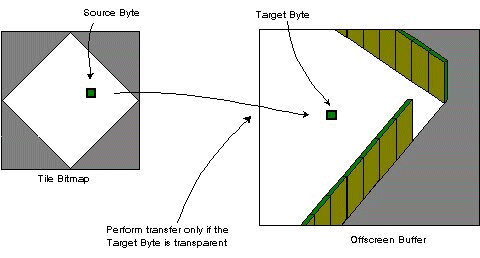 Source Byte
Target Byte
Tile Bitmap
Perform transfer only if the
Target Byte is transparent
Offscreen Buffer